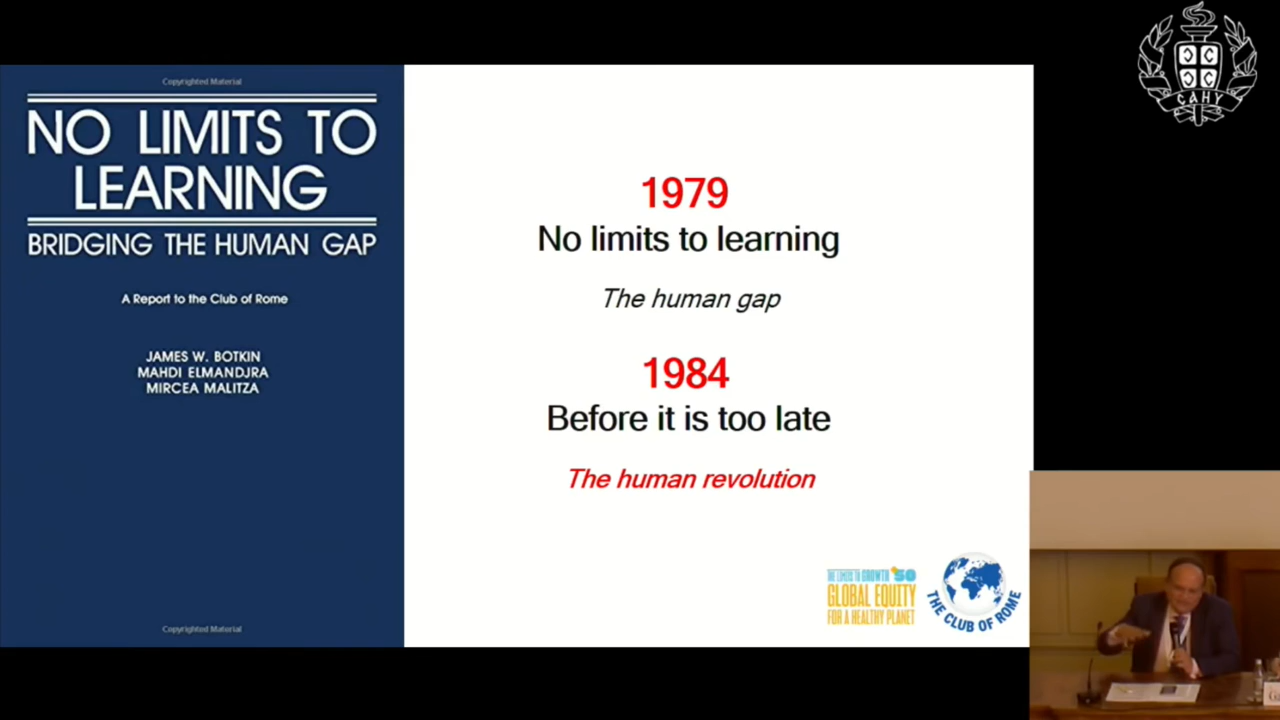 Copyrighted Material
NO LIMITS TO
LEARNING
BRIDGING THE HUMAN GAP
A Report to the Club of Rome
JAMES W. BOTKIN
MAHDI ELMANDJRA
MIRCEA MALITZA
Copyrighted Material
1979
No limits to learning
The human gap
1984
Before it is too late
The human revolution
THE LIMITS TO GROWTH '50
GLOBAL EQUITY
FOR A HEALTHY PLANET
THE CLUB OF ROME
САНУ